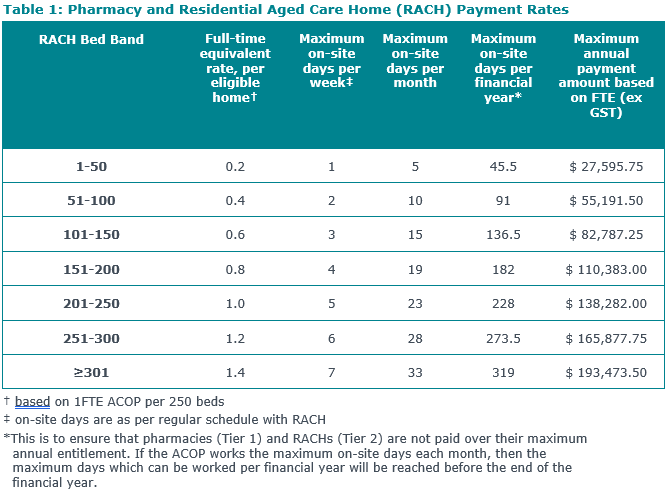 Table 1: Pharmacy and Residential Aged Care Home (RACH) Payment Rates
RACH Bed Band | Full-time equivalent rate, per eligible home† | Maximum on-site days per week‡ | Maximum on-site days per month | Maximum on-site days per financial year* | Maximum annual payment amount based on FTE (ex GST)
1-50 | 0.2 | 1 | 5 | 45.5 | $ 27,595.75
51-100 | 0.4 | 2 | 10 | 91 | $ 55,191.50
101-150 | 0.6 | 3 | 15 | 136.5 | $ 82,787.25
151-200 | 0.8 | 4 | 19 | 182 | $ 110,383.00
201-250 | 1.0 | 5 | 23 | 228 | $ 138,282.00
251-300 | 1.2 | 6 | 28 | 273.5 | $ 165,877.75
≥301 | 1.4 | 7 | 33 | 319 | $ 193,473.50
† based on 1FTE ACOP per 250 beds
‡ on-site days are as per regular schedule with RACH
*This is to ensure that pharmacies (Tier 1) and RACHs (Tier 2) are not paid over their maximum
annual entitlement. If the ACOP works the maximum on-site days each month, then the
maximum days which can be worked per financial year will be reached before the end of the
financial year.